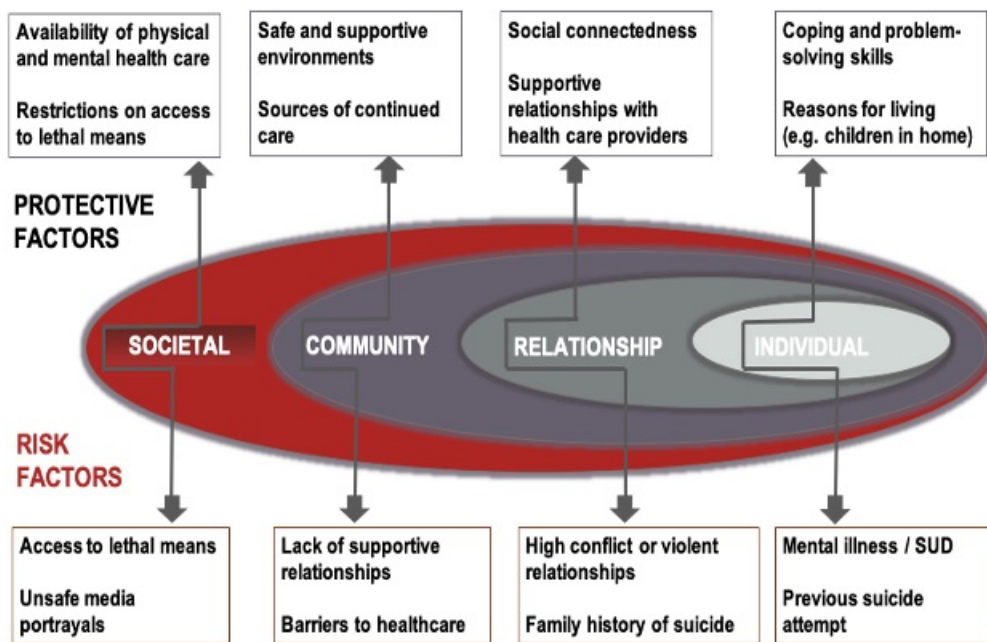 Availability of physical
and mental health care
Restrictions on access
to lethal means
Safe and supportive
environments
Sources of continued
care
Social connectedness
Supportive
relationships with
health care providers
Coping and problem-
solving skills
Reasons for living
(e.g. children in home)
PROTECTIVE
FACTORS
SOCIETAL
COMMUNITY
RELATIONSHIP
INDIVIDUAL
RISK
FACTORS
Access to lethal means
Unsafe media
portrayals
Lack of supportive
relationships
Barriers to healthcare
High conflict or violent
relationships
Family history of suicide
Mental illness / SUD
Previous suicide
attempt